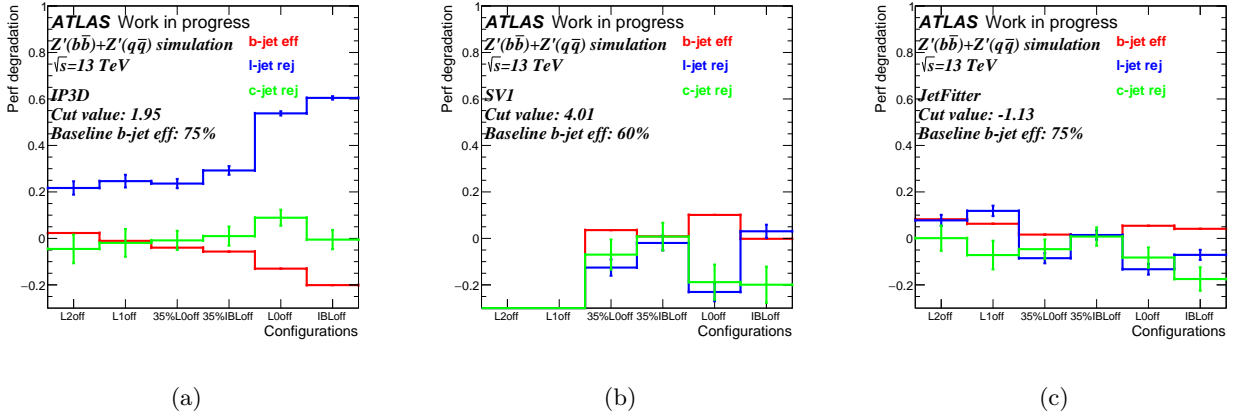 Perf degradation
1
0.8
0.6
0.4
0.2
0
−0.2
ATLAS Work in progress
Z'(bb̅)+Z'(qq̅) simulation
√s=13 TeV
IP3D
Cut value: 1.95
Baseline b-jet eff: 75%
b-jet eff
l-jet rej
c-jet rej
L2off L1off 35%L0off 35%IBLoff L0off IBLoff
Configurations
(a)
Perf degradation
1
0.8
0.6
0.4
0.2
0
−0.2
ATLAS Work in progress
Z'(bb̅)+Z'(qq̅) simulation
√s=13 TeV
SV1
Cut value: 4.01
Baseline b-jet eff: 60%
b-jet eff
l-jet rej
c-jet rej
L2off L1off 35%L0off 35%IBLoff L0off IBLoff
Configurations
(b)
Perf degradation
1
0.8
0.6
0.4
0.2
0
−0.2
ATLAS Work in progress
Z'(bb̅)+Z'(qq̅) simulation
√s=13 TeV
JetFitter
Cut value: -1.13
Baseline b-jet eff: 75%
b-jet eff
l-jet rej
c-jet rej
L2off L1off 35%L0off 35%IBLoff L0off IBLoff
Configurations
(c)